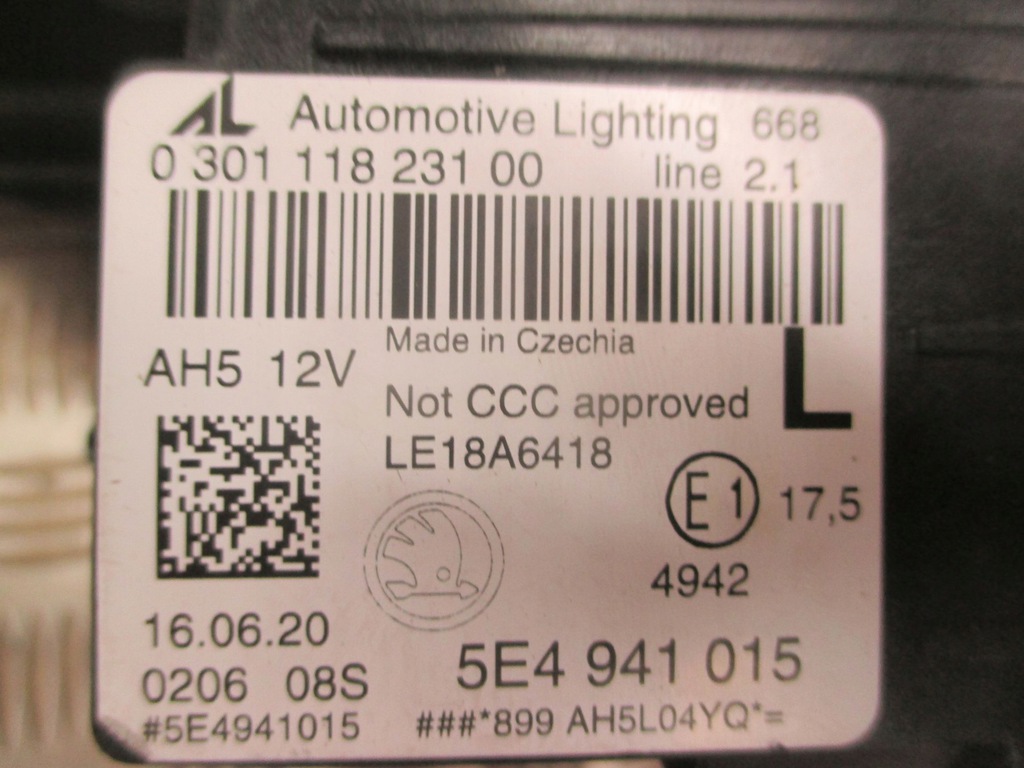 AL Automotive Lighting 668
0 301 118 231 00 line 2.1
Made in Czechia
AH5 12V
L
Not CCC approved
LE18A6418
E1 17,5
4942
16.06.20
5E4 941 015
0206 08S
#5E4941015 ###*899 AH5L04YQ*=